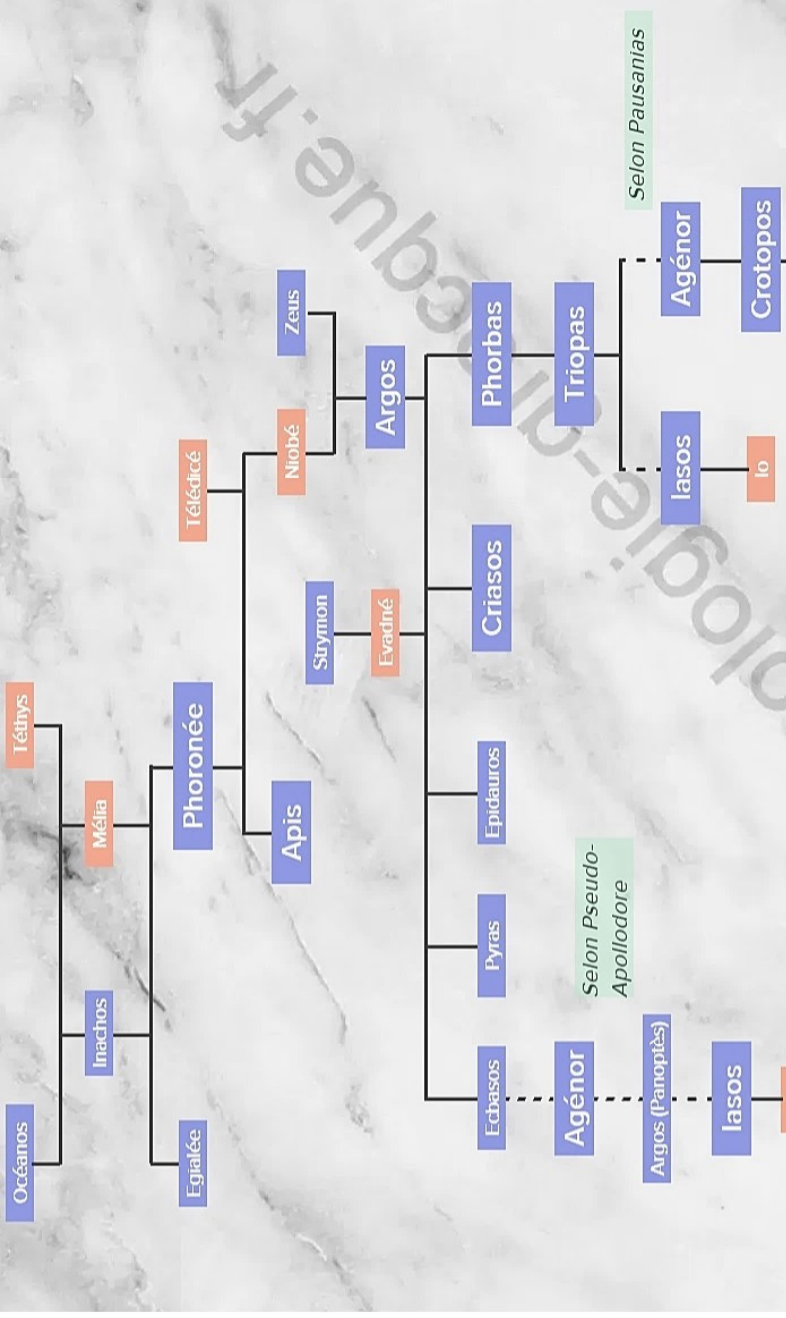 Océanos
Téthys
Inachos
Mélia
Egialée
Phoronée
Télédicé
Apis
Niobé
Zeus
Strymon
Evadné
Argos
Ecbasos
Pyras
Epidauros
Criasos
Phorbas
Agénor
Selon Pseudo-
Apollodore
Triopas
Selon Pausanias
Argos (Panoptès)
Iasos
Agénor
Iasos
Io
Crotopos
ologie-grecque.fr